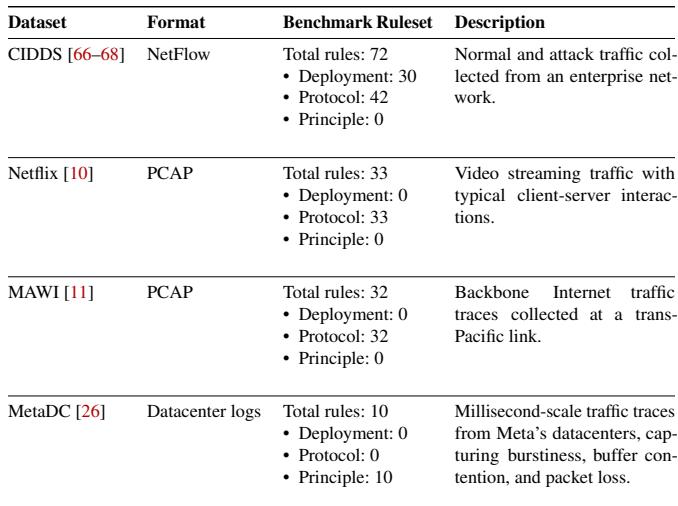 Dataset Format Benchmark Ruleset Description
CIDDS [66–68] NetFlow Total rules: 72 Normal and attack traffic col-
• Deployment: 30 lected from an enterprise net-
• Protocol: 42 work.
• Principle: 0
Netflix [10] PCAP Total rules: 33 Video streaming traffic with
• Deployment: 0 typical client-server interac-
• Protocol: 33 tions.
• Principle: 0
MAWI [11] PCAP Total rules: 32 Backbone Internet traffic
• Deployment: 0 traces collected at a trans-
• Protocol: 32 Pacific link.
• Principle: 0
MetaDC [26] Datacenter logs Total rules: 10 Millisecond-scale traffic traces
• Deployment: 0 from Meta’s datacenters, cap-
• Protocol: 0 turing burstiness, buffer con-
• Principle: 10 tention, and packet loss.